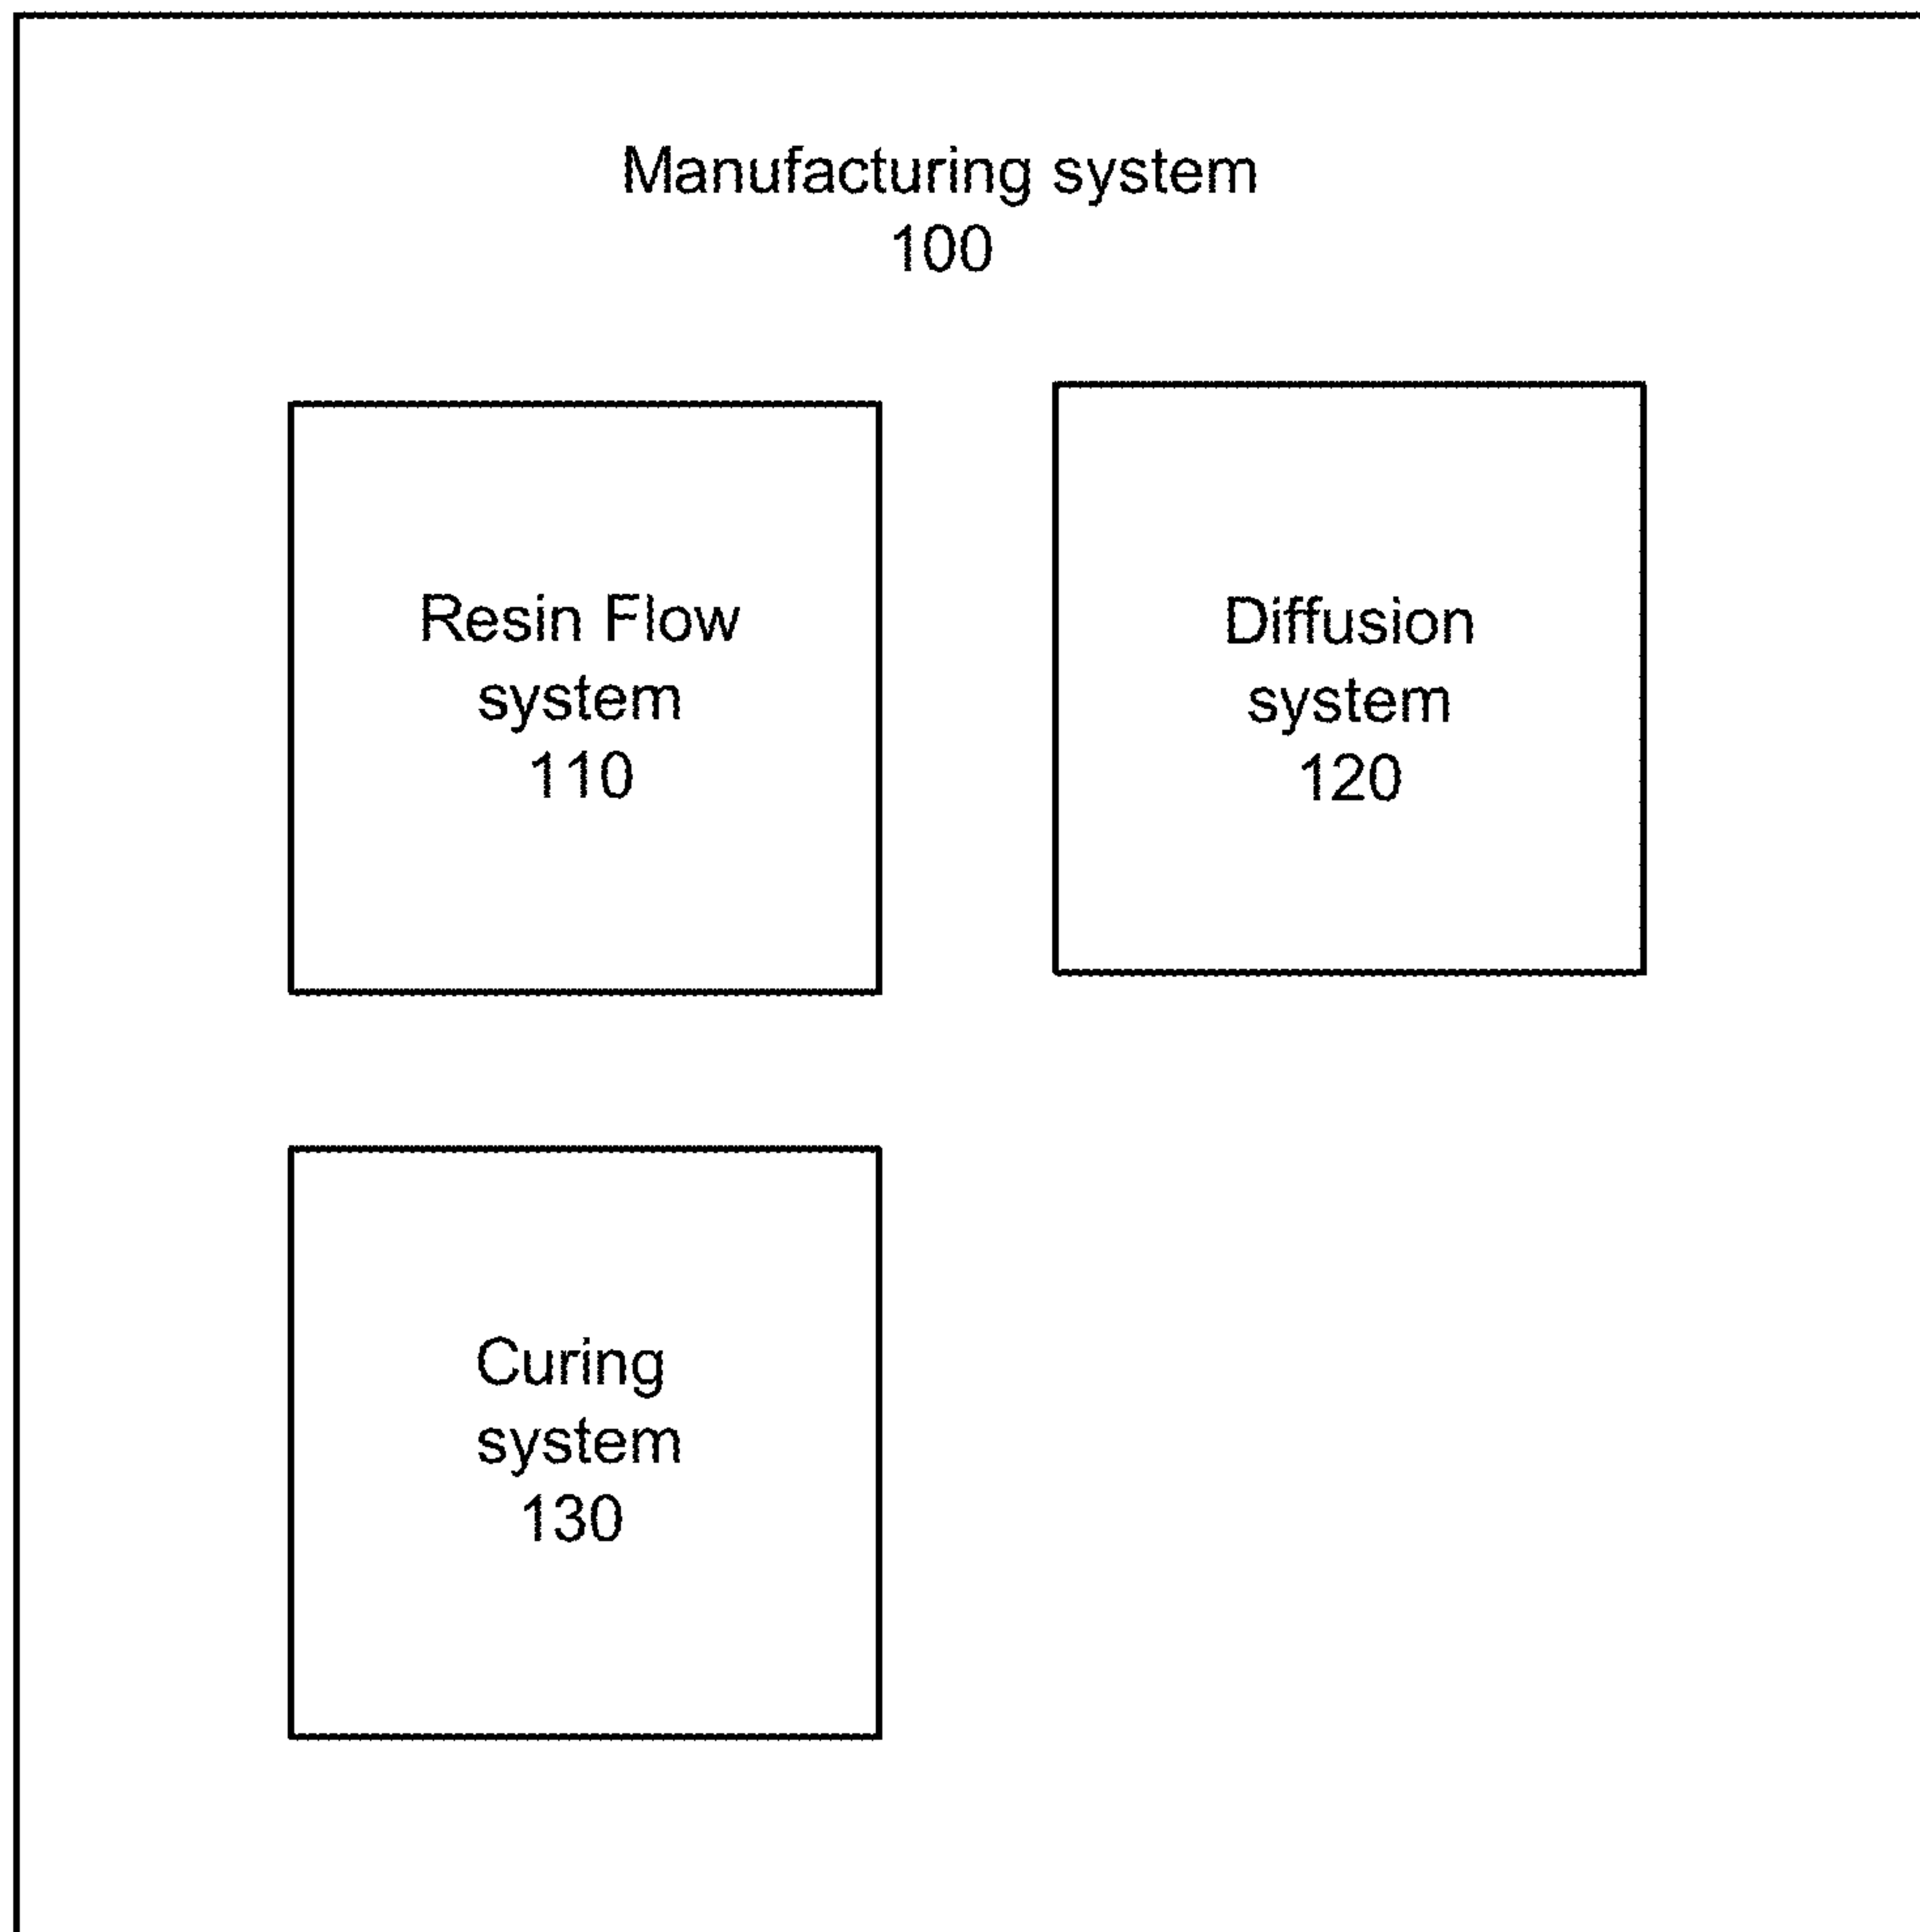 Manufacturing system
100
Resin Flow
system
110
Diffusion
system
120
Curing
system
130